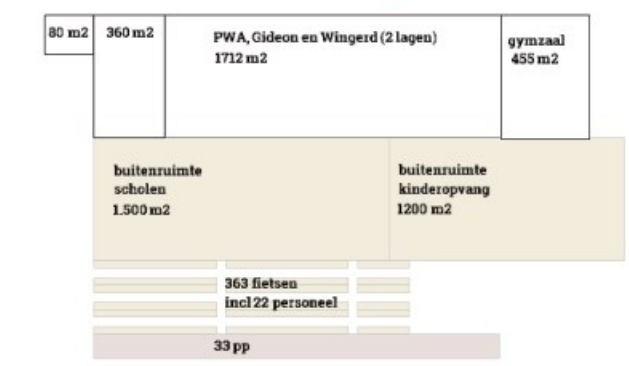 80 m2
360 m2
PWA, Gideon en Wingerd (2 lagen)
1712 m2
gymzaal
455 m2
buitenruimte
scholen
1.500 m2
buitenruimte
kinderopvang
1200 m2
363 fietsen
incl 22 personeel
33 pp